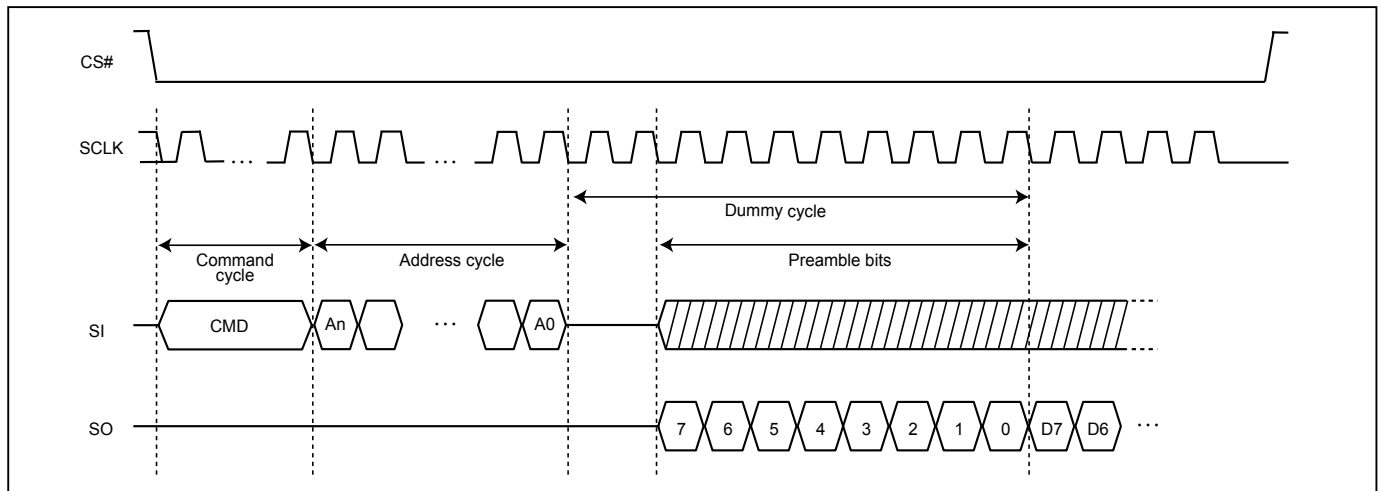 CS#
SCLK
...
...
Dummy cycle
Command
cycle
Address cycle
Preamble bits
SI
CMD
An
...
A0
SO
7 6 5 4 3 2 1 0 D7 D6 ...